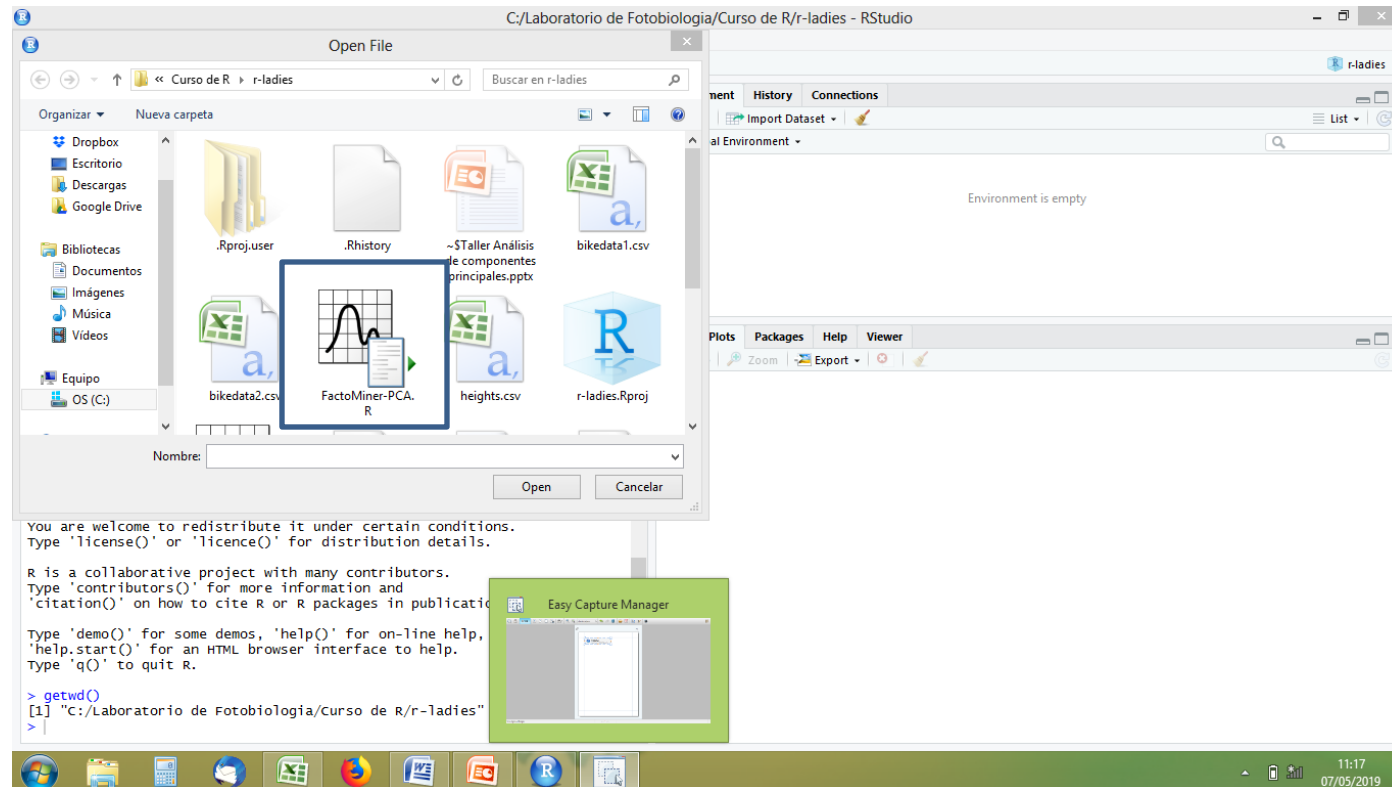 C:/Laboratorio de Fotobiologia/Curso de R/r-ladies - RStudio
Open File
« Curso de R r-ladies
Buscar en r-ladies
r-ladies
Organizar
Nueva carpeta
ment History Connections
Import Dataset
List
al Environment
Environment is empty
Dropbox
Escritorio
Descargas
Google Drive
Bibliotecas
Documentos
Imágenes
Música
Vídeos
Equipo
OS (C:)
.Rproj.user
.Rhistory
~$Taller Análisis
de componentes
principales.pptx
bikedata1.csv
bikedata2.csv
FactoMiner-PCA.
R
heights.csv
r-ladies.Rproj
Plots Packages Help Viewer
Zoom Export
Nombre:
Open
Cancelar
You are welcome to redistribute it under certain conditions.
Type 'license()' or 'licence()' for distribution details.
R is a collaborative project with many contributors.
Type 'contributors()' for more information and
'citation()' on how to cite R or R packages in publicatio
Type 'demo()' for some demos, 'help()' for on-line help,
'help.start()' for an HTML browser interface to help.
Type 'q()' to quit R.
> getwd()
[1] "C:/Laboratorio de Fotobiologia/Curso de R/r-ladies"
>
Easy Capture Manager
11:17
07/05/2019